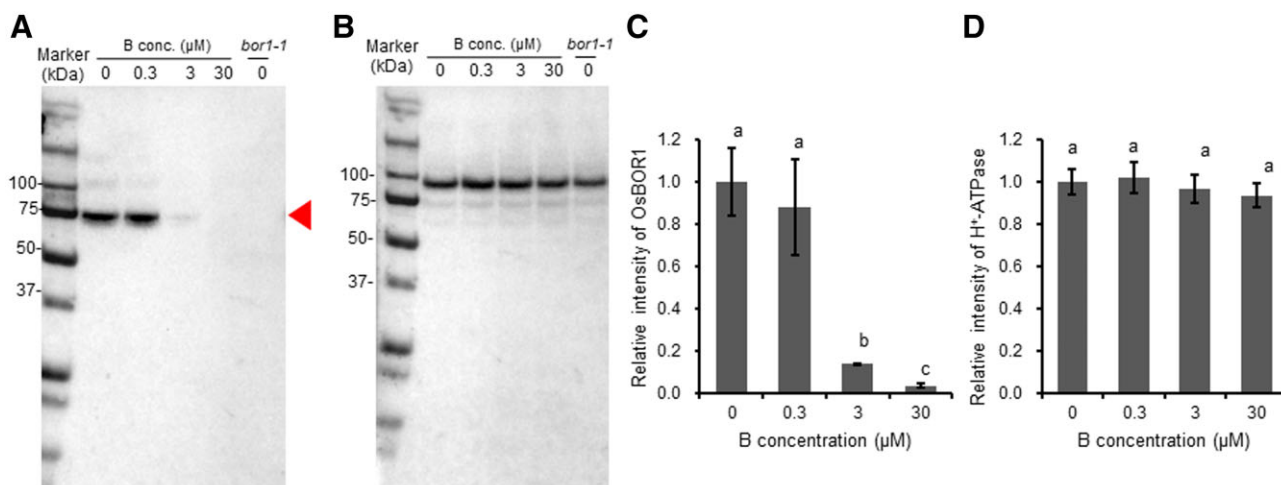 A
Marker
(kDa)
B conc. (µM)
bor1-1
0 0.3 3 30 0
100-
75-
50-
37-
B
Marker
(kDa)
B conc. (µM)
bor1-1
0 0.3 3 30 0
100-
75-
50-
37-
C
Relative intensity of OsBOR1
1.2
1.0
0.8
0.6
0.4
0.2
0.0
a a b c
0 0.3 3 30
B concentration (µM)
D
Relative intensity of H⁺-ATPase
1.2
1.0
0.8
0.6
0.4
0.2
0.0
a a a a
0 0.3 3 30
B concentration (µM)